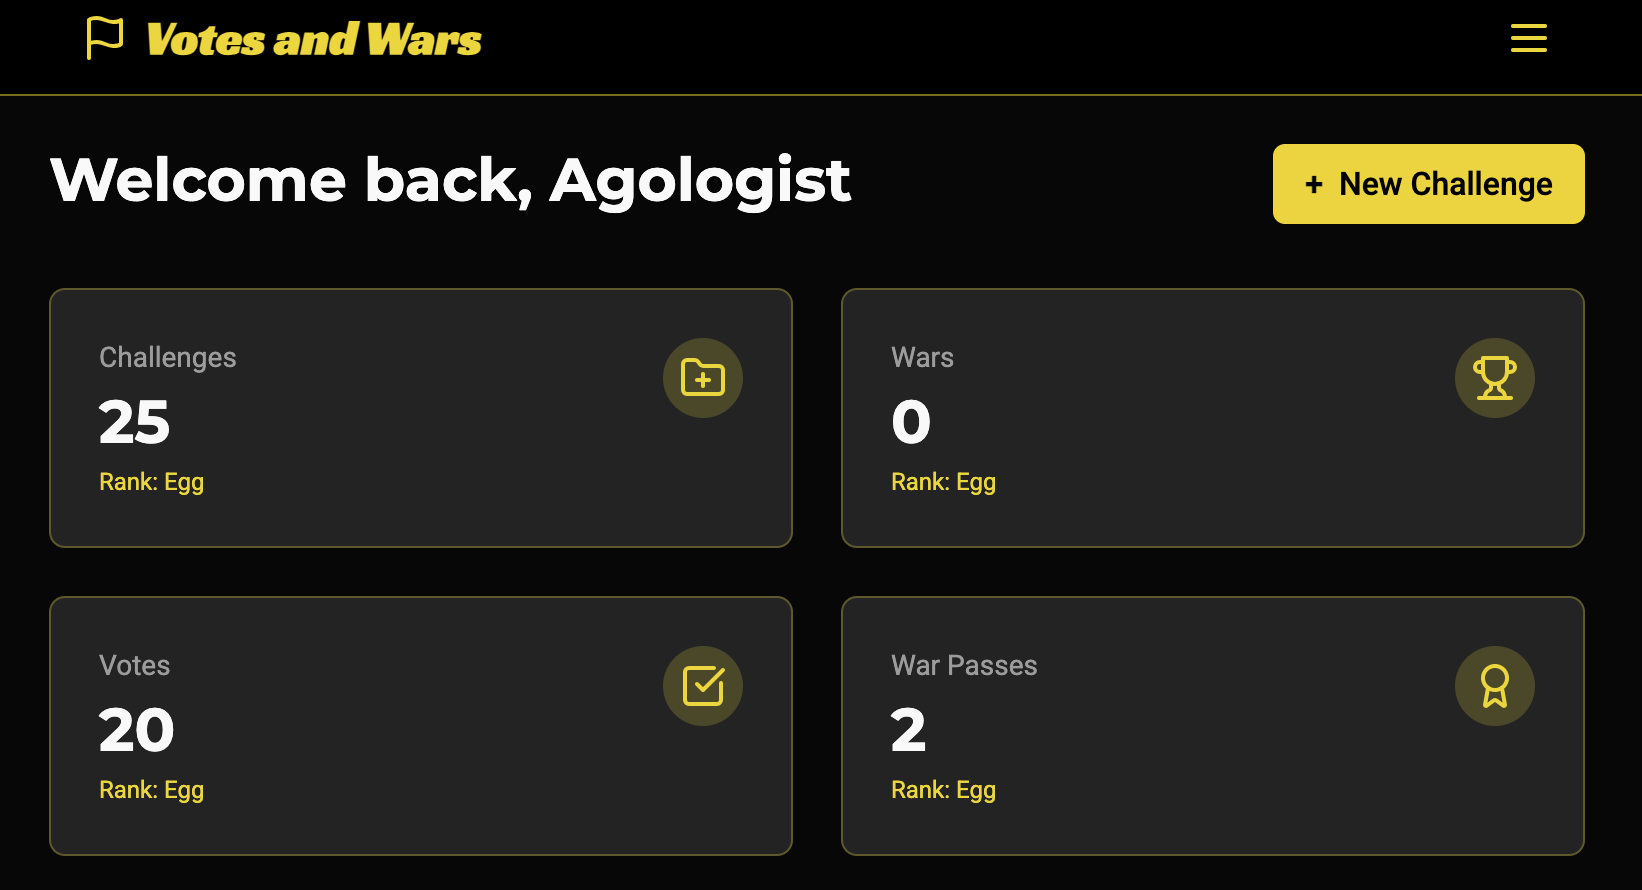 Votes and Wars
Welcome back, Agologist
+ New Challenge
Challenges
25
Rank: Egg
Wars
0
Rank: Egg
Votes
20
Rank: Egg
War Passes
2
Rank: Egg